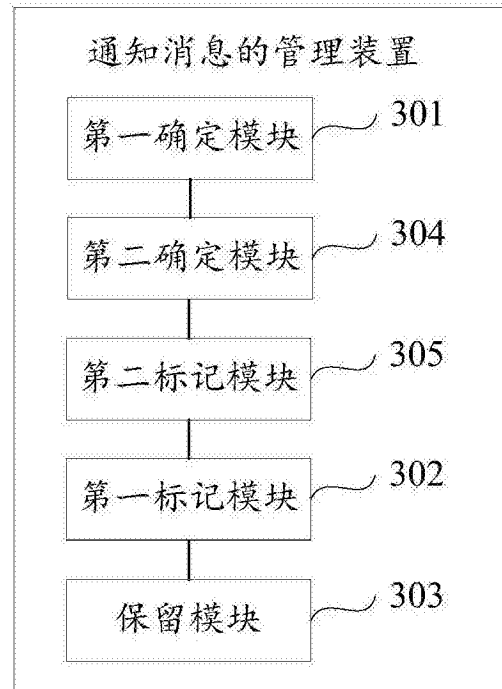 通知消息的管理装置
第一确定模块 301
第二确定模块 304
第二标记模块 305
第一标记模块 302
保留模块 303